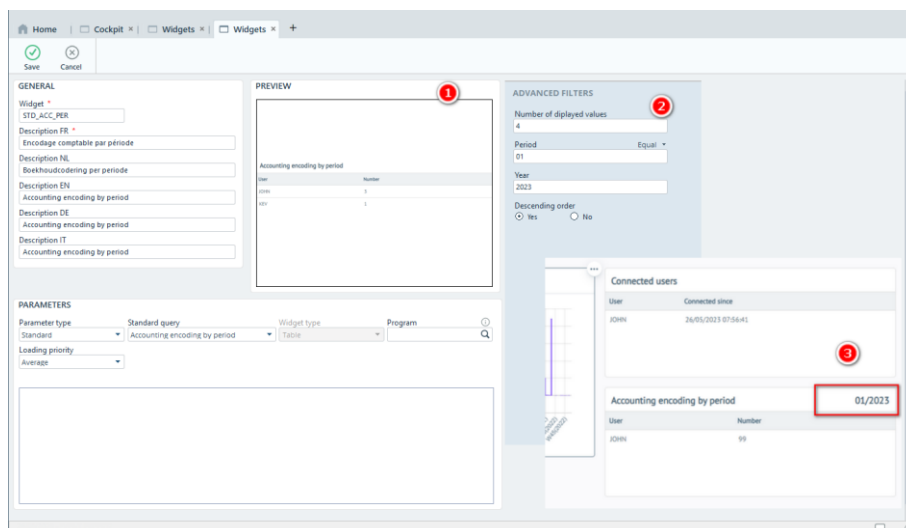 Home
Cockpit ×
Widgets ×
Widgets ×
+
Save
Cancel
GENERAL
Widget *
STD_ACC_PER
Description FR *
Encodage comptable par période
Description NL
Boekhoudcodering per periode
Description EN
Accounting encoding by period
Description DE
Accounting encoding by period
Description IT
Accounting encoding by period
PREVIEW
1
Accounting encoding by period
User Number
JOHN 3
ADVANCED FILTERS
2
Number of diplayed values
4
Period Equal
01
Year
2023
Descending order
Yes No
PARAMETERS
Parameter type Standard query Widget type Program
Standard Accounting encoding by period Table
Loading priority
Average
Connected users
User Connected since
JOHN 26/05/2023 07:56:41
3
Accounting encoding by period 01/2023
User Number
JOHN 99